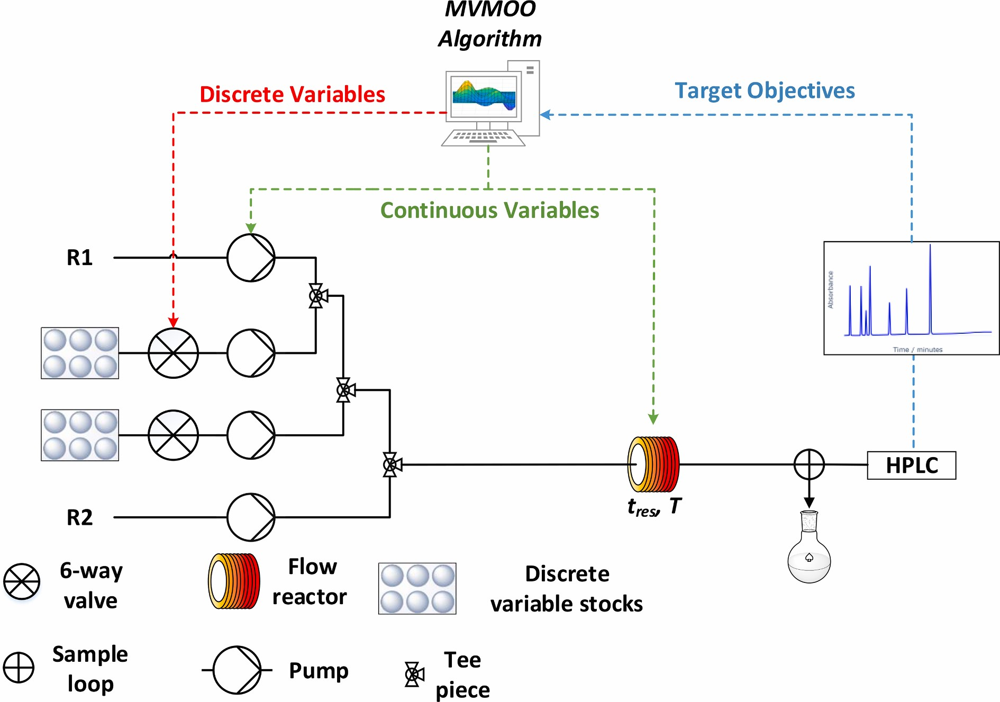 MVMOO
Algorithm
Discrete Variables
Target Objectives
Continuous Variables
R1
Absorbance
Time / minutes
HPLC
tres, T
R2
6-way
valve
Flow
reactor
Discrete
variable stocks
Sample
loop
Pump
Tee
piece